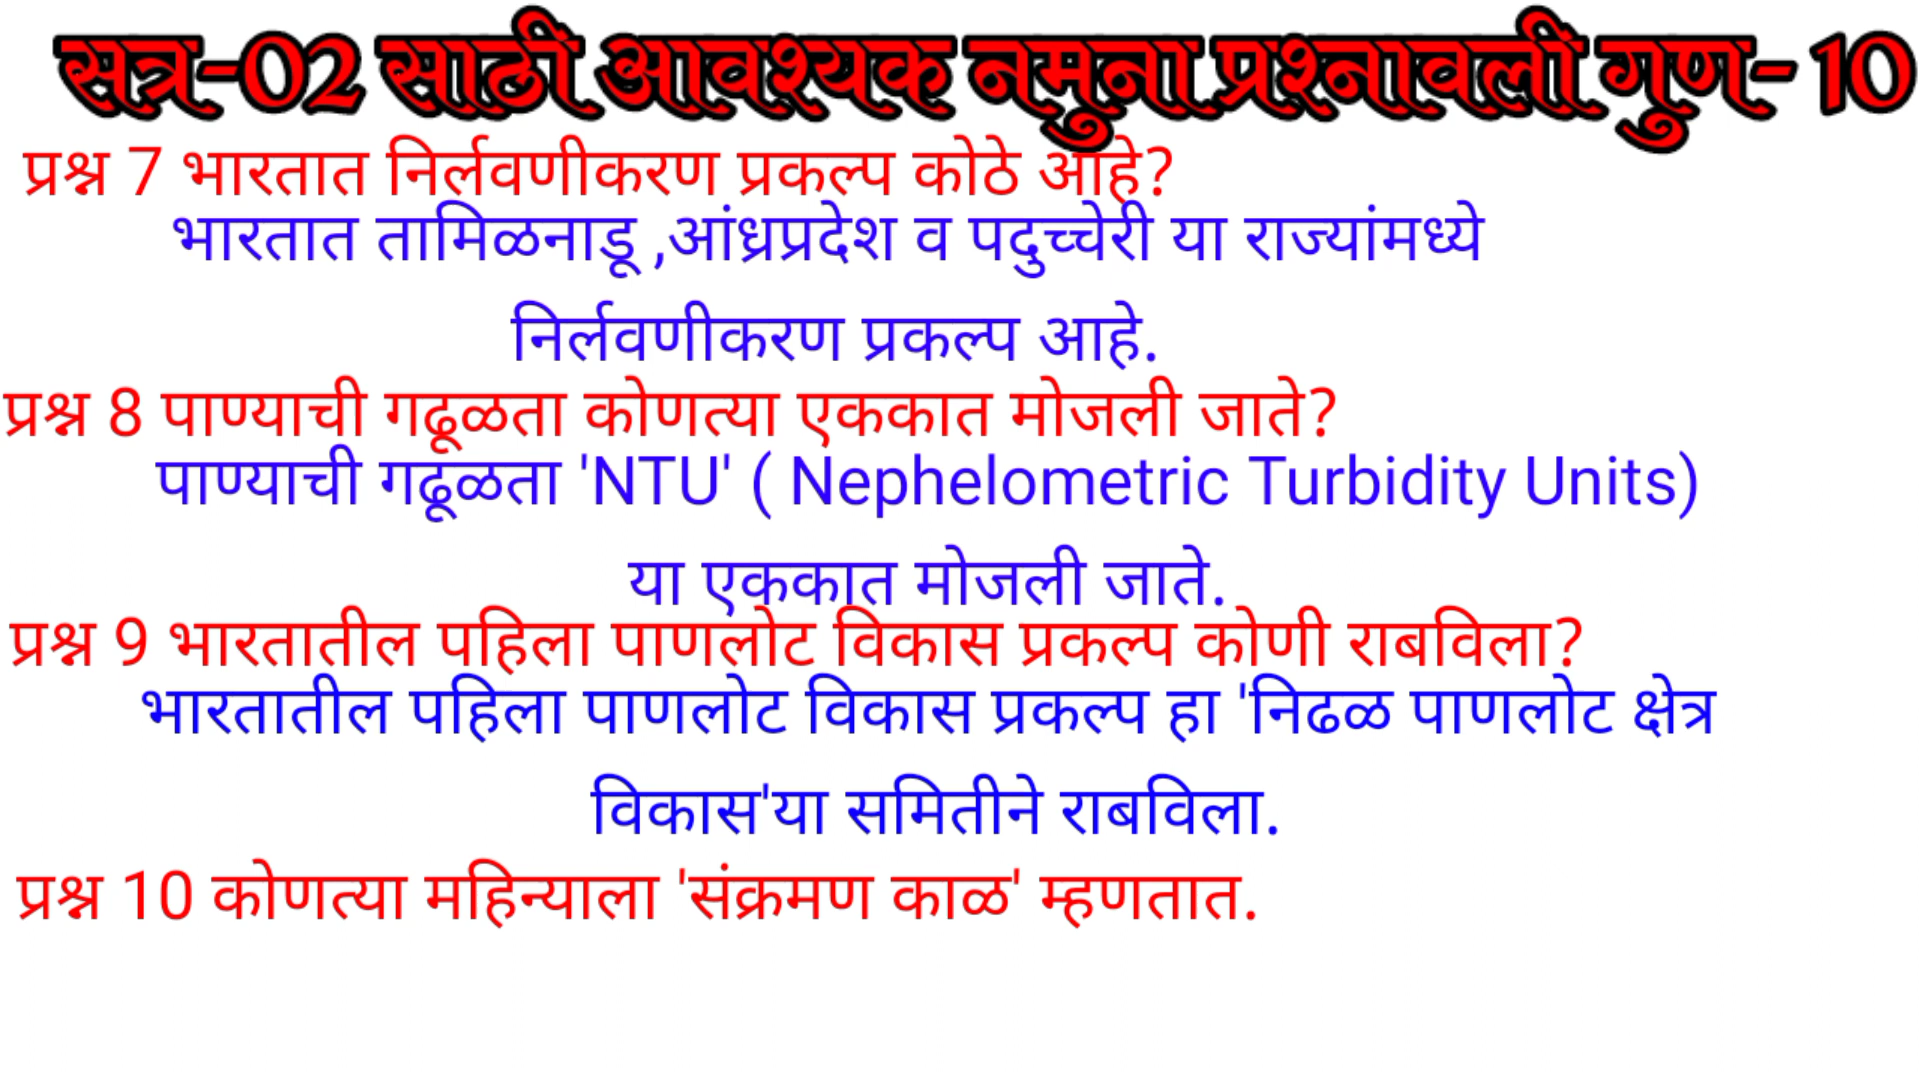 सत्र-02 साठी आवश्यक नमुना प्रश्नावली गुण- 10
प्रश्न 7 भारतात निर्लवणीकरण प्रकल्प कोठे आहे?
भारतात तामिळनाडू ,आंध्रप्रदेश व पदुच्चेरी या राज्यांमध्ये
निर्लवणीकरण प्रकल्प आहे.
प्रश्न 8 पाण्याची गढूळता कोणत्या एककात मोजली जाते?
पाण्याची गढूळता 'NTU' ( Nephelometric Turbidity Units)
या एककात मोजली जाते.
प्रश्न 9 भारतातील पहिला पाणलोट विकास प्रकल्प कोणी राबविला?
भारतातील पहिला पाणलोट विकास प्रकल्प हा 'निढळ पाणलोट क्षेत्र
विकास'या समितीने राबविला.
प्रश्न 10 कोणत्या महिन्याला 'संक्रमण काळ' म्हणतात.